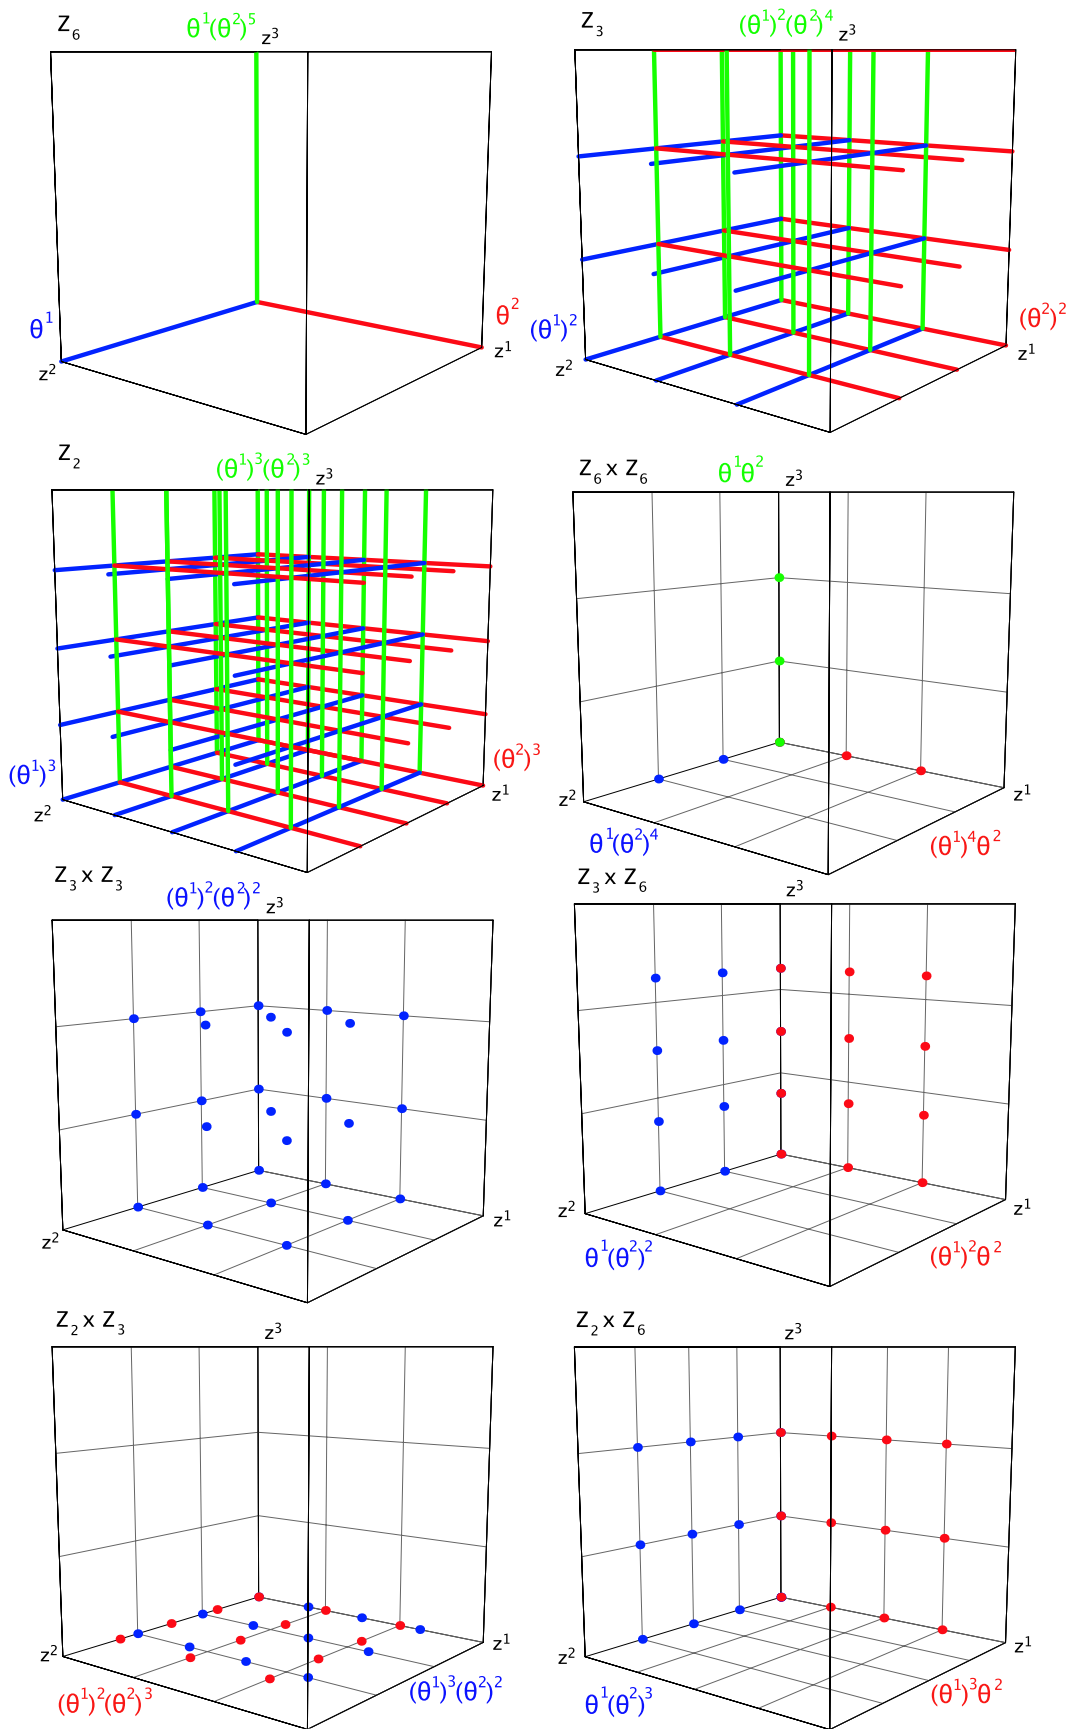 Z₆ θ¹(θ²)⁵ z³
θ¹ θ²
z² z¹
Z₃ (θ¹)²(θ²)⁴ z³
(θ¹)² (θ²)²
z² z¹
Z₂ (θ¹)³(θ²)³ z³
(θ¹)³ (θ²)³
z² z¹
Z₆ x Z₆ θ¹θ² z³
z² z¹
θ¹(θ²)⁴ (θ¹)⁴θ²
Z₃ x Z₃ (θ¹)²(θ²)² z³
z² z¹
Z₃ x Z₆ z³
z² z¹
θ¹(θ²)² (θ¹)²θ²
Z₂ x Z₃ z³
z² z¹
(θ¹)²(θ²)³ (θ¹)³(θ²)²
Z₂ x Z₆ z³
z² z¹
θ¹(θ²)³ (θ¹)³θ²